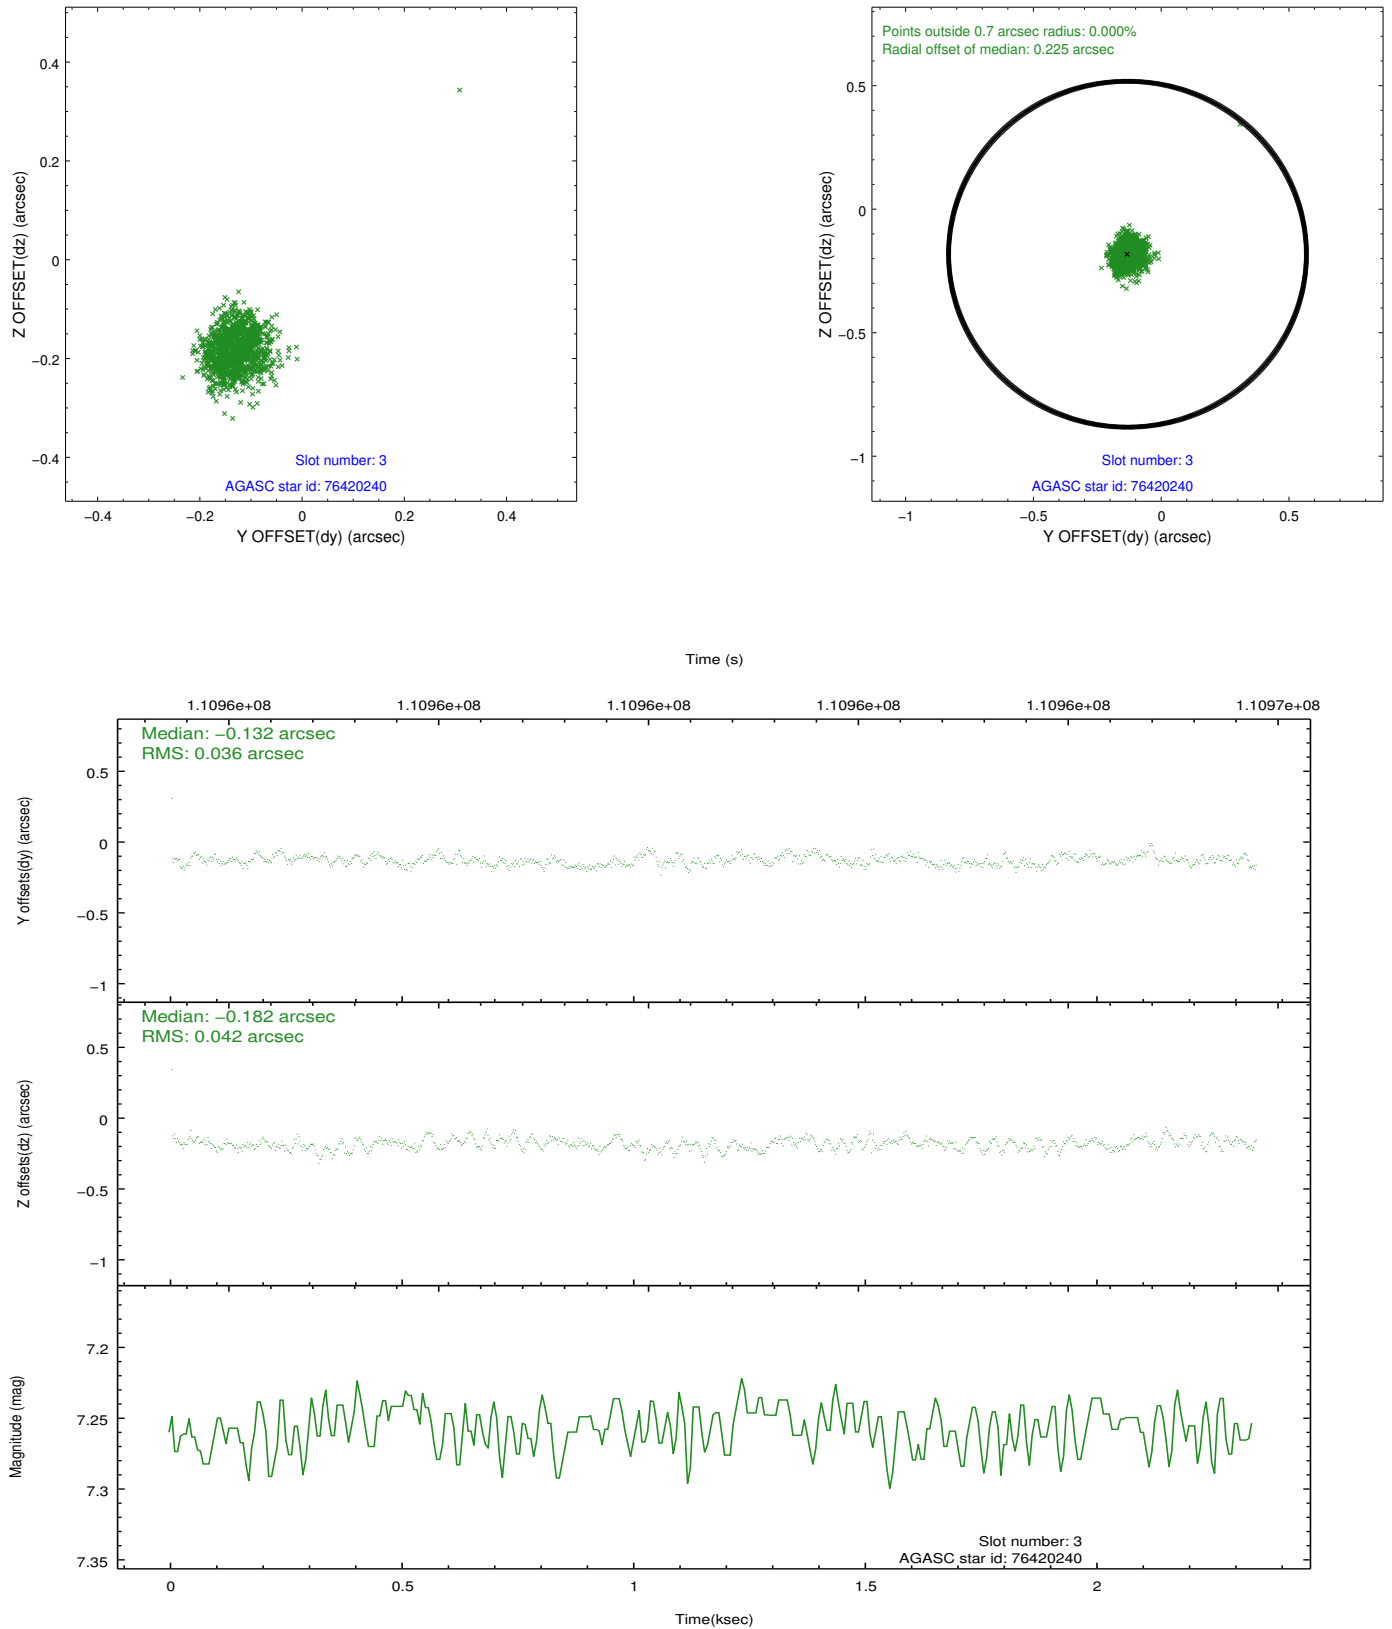 0.4
0.2
0
−0.2
−0.4
Z OFFSET(dz) (arcsec)
Slot number: 3
AGASC star id: 76420240
−0.4 −0.2 0 0.2 0.4
Y OFFSET(dy) (arcsec)
Points outside 0.7 arcsec radius: 0.000%
Radial offset of median: 0.225 arcsec
0.5
0
−0.5
−1
Z OFFSET(dz) (arcsec)
Slot number: 3
AGASC star id: 76420240
−1 −0.5 0 0.5
Y OFFSET(dy) (arcsec)
Time (s)
1.1096e+08 1.1096e+08 1.1096e+08 1.1096e+08 1.1096e+08 1.1097e+08
Median: −0.132 arcsec
RMS: 0.036 arcsec
0.5
0
−0.5
−1
Y offsets(dy) (arcsec)
Median: −0.182 arcsec
RMS: 0.042 arcsec
0.5
0
−0.5
−1
Z offsets(dz) (arcsec)
7.2
7.25
7.3
7.35
Magnitude (mag)
Slot number: 3
AGASC star id: 76420240
0 0.5 1 1.5 2
Time(ksec)